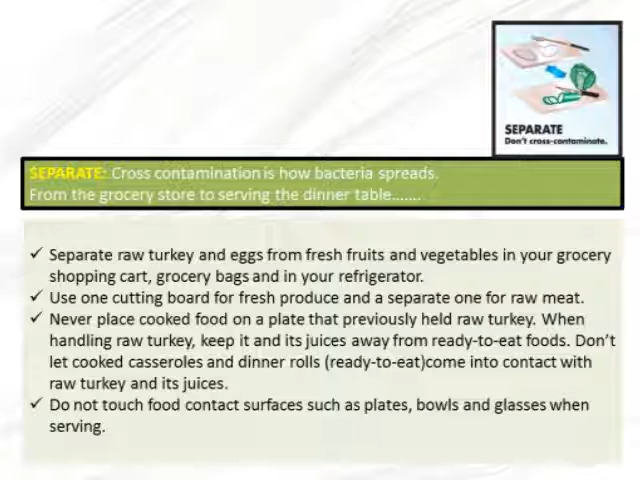 SEPARATE
Don't cross-contaminate.
SEPARATE: Cross contamination is how bacteria spreads.
From the grocery store to serving the dinner table.......
✓ Separate raw turkey and eggs from fresh fruits and vegetables in your grocery
shopping cart, grocery bags and in your refrigerator.
✓ Use one cutting board for fresh produce and a separate one for raw meat.
✓ Never place cooked food on a plate that previously held raw turkey. When
handling raw turkey, keep it and its juices away from ready-to-eat foods. Don't
let cooked casseroles and dinner rolls (ready-to-eat)come into contact with
raw turkey and its juices.
✓ Do not touch food contact surfaces such as plates, bowls and glasses when
serving.